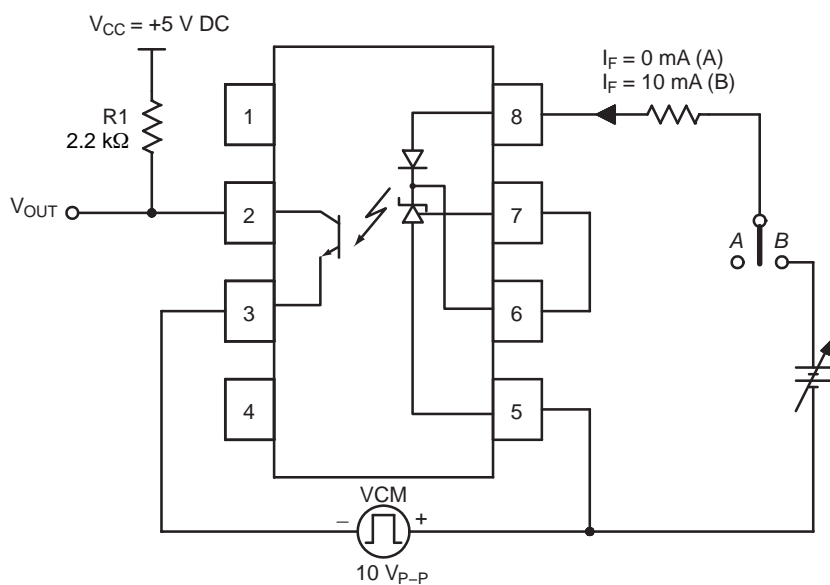 V_CC = +5 V DC
I_F = 0 mA (A)
I_F = 10 mA (B)
R1
2.2 kΩ
1
8
V_OUT
2
7
A
B
3
6
4
5
VCM
– +
10 V_P–P